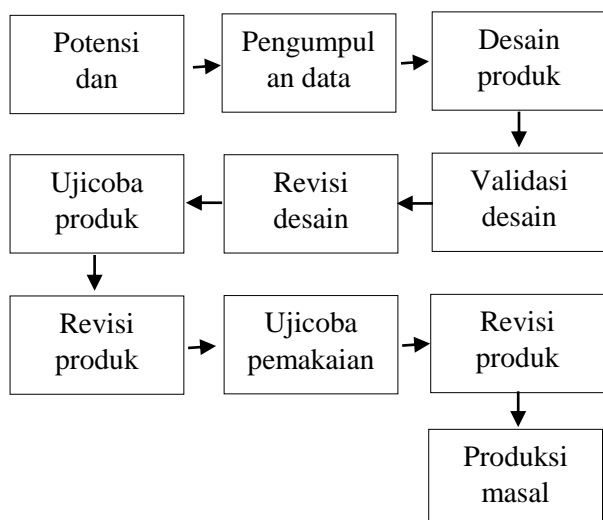 Potensi
dan
Pengumpul
an data
Desain
produk
Validasi
desain
Revisi
desain
Ujicoba
produk
Revisi
produk
Ujicoba
pemakaian
Revisi
produk
Produksi
masal